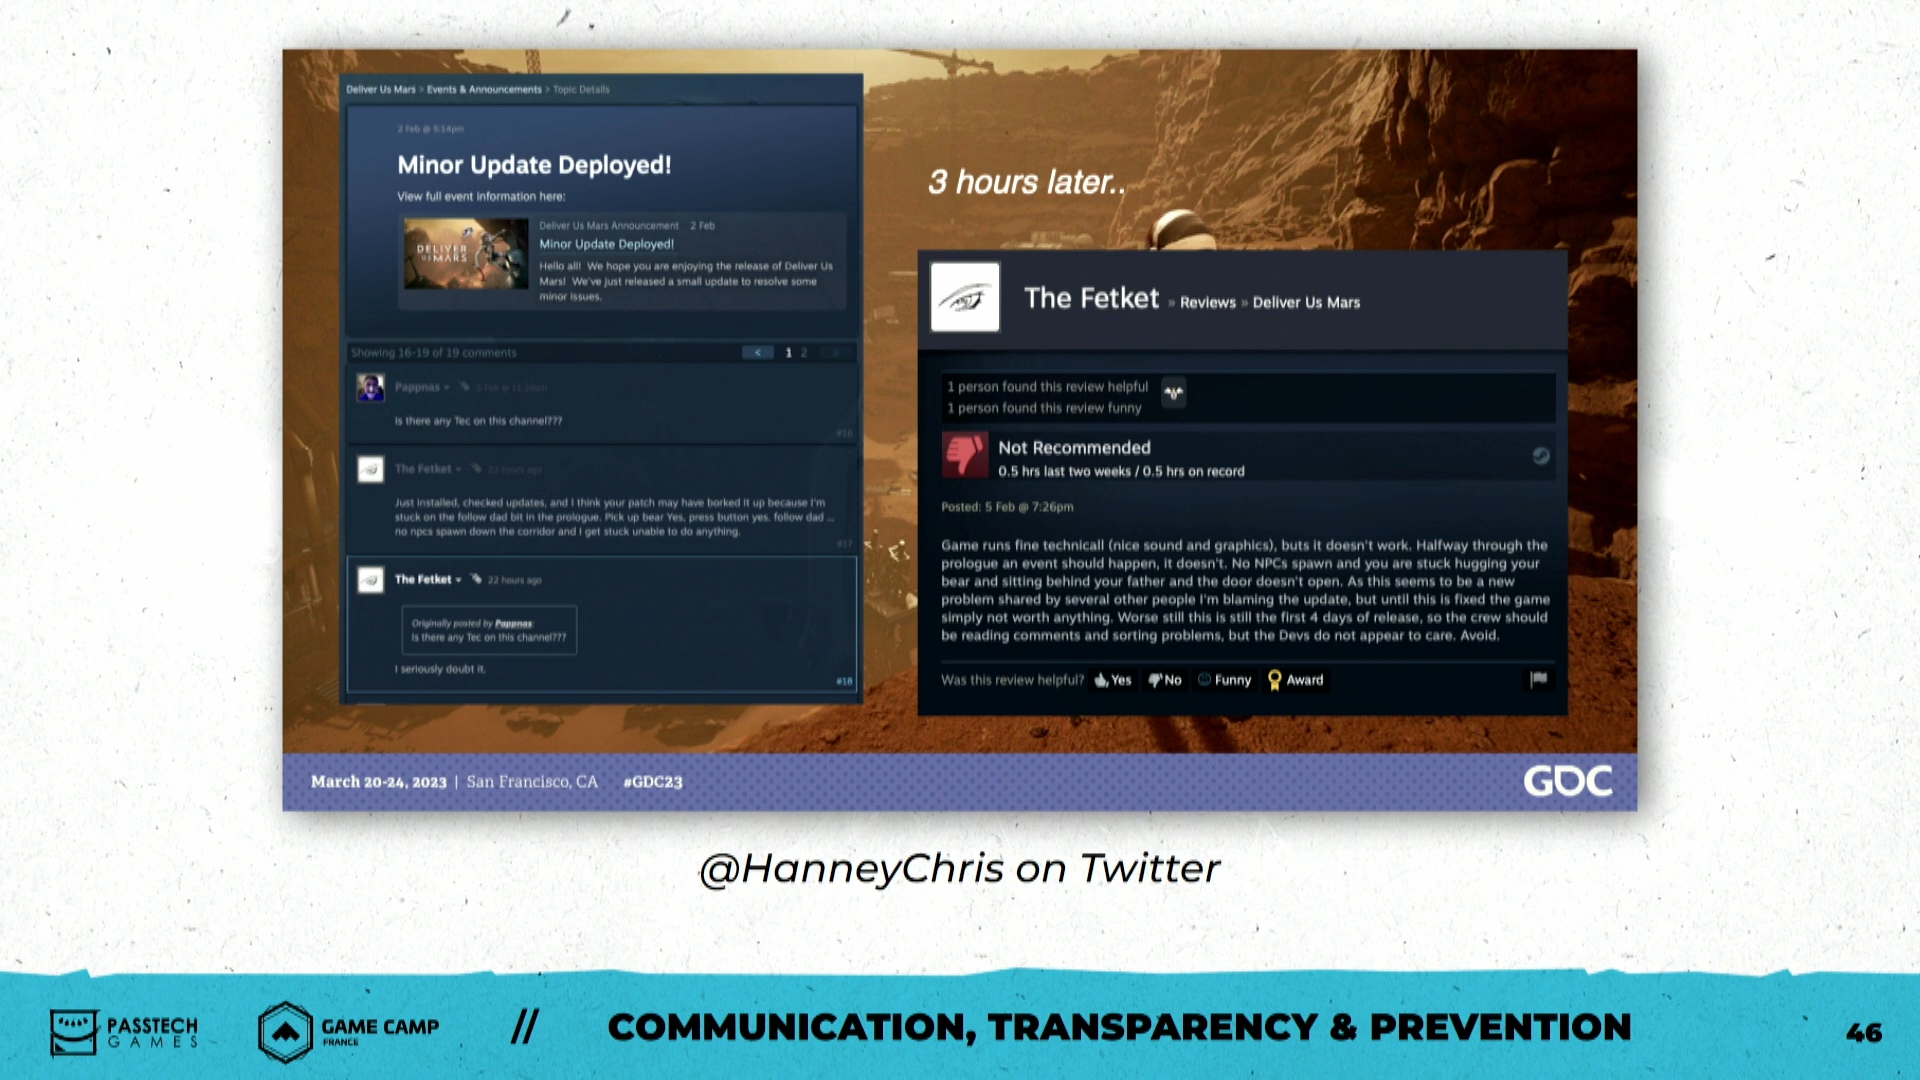 Deliver Us Mars > Events & Announcements > Topic Details
2 Feb @ 5:14pm
Minor Update Deployed!
View full event information here:
DELIVER
US MARS
Deliver Us Mars Announcement 2 Feb
Minor Update Deployed!
Hello all! We hope you are enjoying the release of Deliver Us
Mars! We've just released a small update to resolve some
minor issues.
Showing 16-19 of 19 comments
< 1 2 >
Pappnas 5 Feb @ 11:39am
Is there any Tec on this channel???
#16
The Fetket 22 hours ago
Just installed, checked updates, and I think your patch may have borked it up because I'm
stuck on the follow dad bit in the prologue. Pick up bear Yes, press button yes, follow dad ...
no npcs spawn down the corridor and I get stuck unable to do anything.
#17
The Fetket 22 hours ago
Originally posted by Pappnas:
Is there any Tec on this channel???
I seriously doubt it.
#18
3 hours later..
The Fetket » Reviews » Deliver Us Mars
1 person found this review helpful
1 person found this review funny
Not Recommended
0.5 hrs last two weeks / 0.5 hrs on record
Posted: 5 Feb @ 7:26pm
Game runs fine technicall (nice sound and graphics), buts it doesn't work. Halfway through the
prologue an event should happen, it doesn't. No NPCs spawn and you are stuck hugging your
bear and sitting behind your father and the door doesn't open. As this seems to be a new
problem shared by several other people I'm blaming the update, but until this is fixed the game
simply not worth anything. Worse still this is still the first 4 days of release, so the crew should
be reading comments and sorting problems, but the Devs do not appear to care. Avoid.
Was this review helpful? Yes No Funny Award
March 20-24, 2023 | San Francisco, CA #GDC23
GDC
@HanneyChris on Twitter
PASSTECH
GAMES
GAME CAMP
FRANCE
// COMMUNICATION, TRANSPARENCY & PREVENTION
46